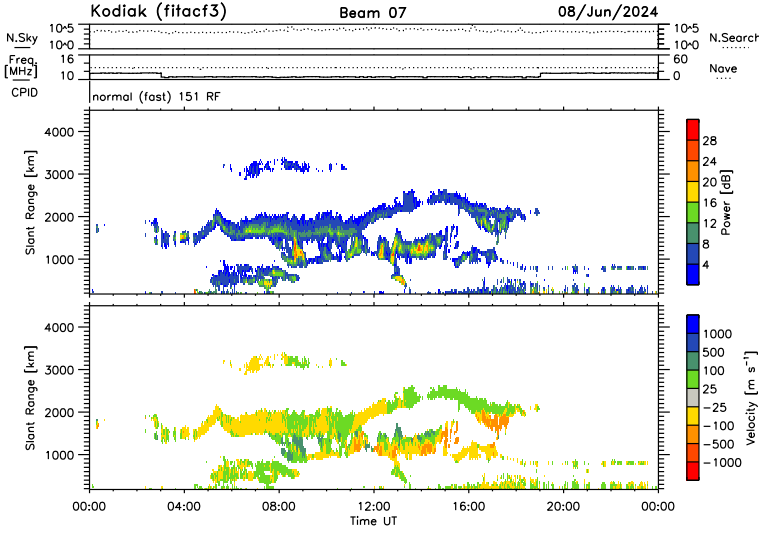 Kodiak (fitacf3) Beam 07 08/Jun/2024
N.Sky 10^5 10^5 N.Search
10^0 10^0
Freq. 16 60
[MHz] 10 0 Nave
CPID normal (fast) 151 RF
Slant Range [km]
4000
3000
2000
1000
28
24
20
16
12
8
4
Power [dB]
Slant Range [km]
4000
3000
2000
1000
1000
500
100
25
−25
−100
−500
−1000
Velocity [m s⁻¹]
00:00 04:00 08:00 12:00 16:00 20:00 00:00
Time UT